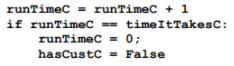 runTimeC = runTimeC + 1
if runTimeC == timeItTakesC:
    runTimeC = 0;
    hasCustC = False